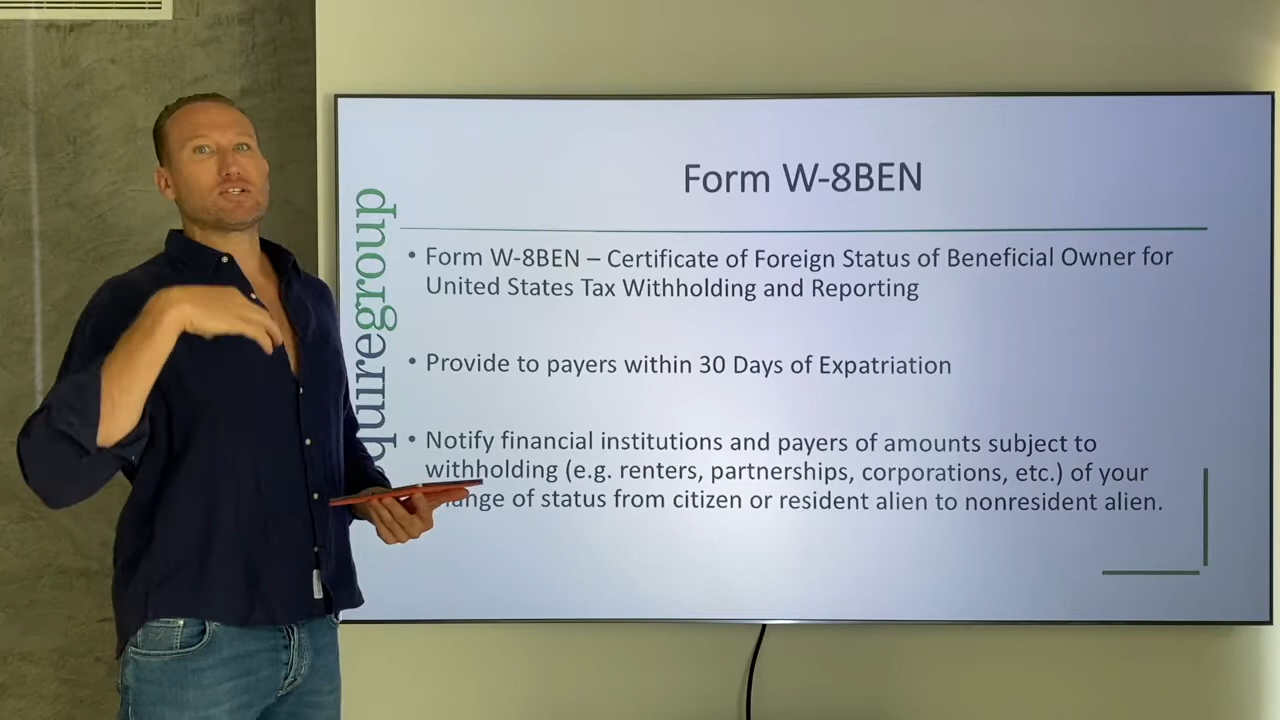 Form W-8BEN
• Form W-8BEN – Certificate of Foreign Status of Beneficial Owner for
United States Tax Withholding and Reporting
• Provide to payers within 30 Days of Expatriation
• Notify financial institutions and payers of amounts subject to
withholding (e.g. renters, partnerships, corporations, etc.) of your
ange of status from citizen or resident alien to nonresident alien.
quiregroup